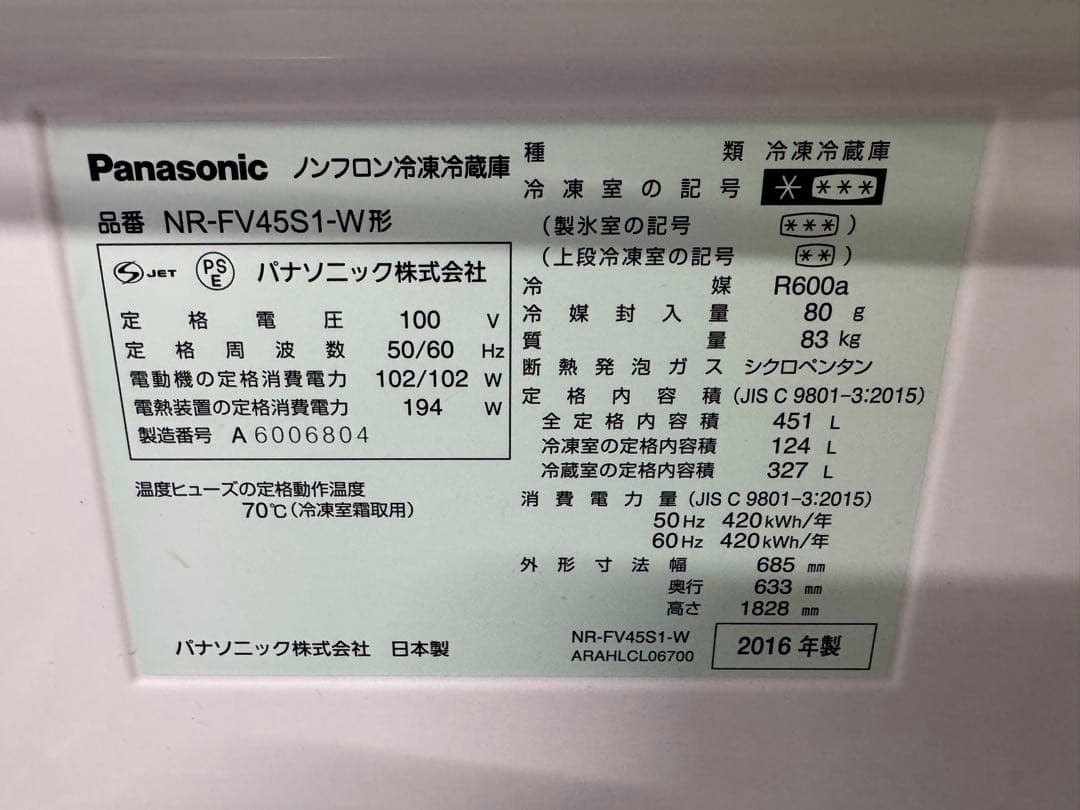 Panasonic ノンフロン冷凍冷蔵庫
品番 NR-FV45S1-W形
JET PSE パナソニック株式会社
定格電圧 100 V
定格周波数 50/60 Hz
電動機の定格消費電力 102/102 W
電熱装置の定格消費電力 194 W
製造番号 A 6006804
温度ヒューズの定格動作温度
70℃(冷凍室霜取用)
パナソニック株式会社 日本製
種類 冷凍冷蔵庫
冷凍室の記号 * ***
(製氷室の記号 ***)
(上段冷凍室の記号 **)
冷媒 R600a
冷媒封入量 80 g
質量 83 kg
断熱発泡ガス シクロペンタン
定格内容積 (JIS C 9801-3:2015)
全定格内容積 451 L
冷凍室の定格内容積 124 L
冷蔵室の定格内容積 327 L
消費電力量 (JIS C 9801-3:2015)
50Hz 420kWh/年
60Hz 420kWh/年
外形寸法 幅 685 mm
奥行 633 mm
高さ 1828 mm
NR-FV45S1-W
ARAHLCL06700
2016年製